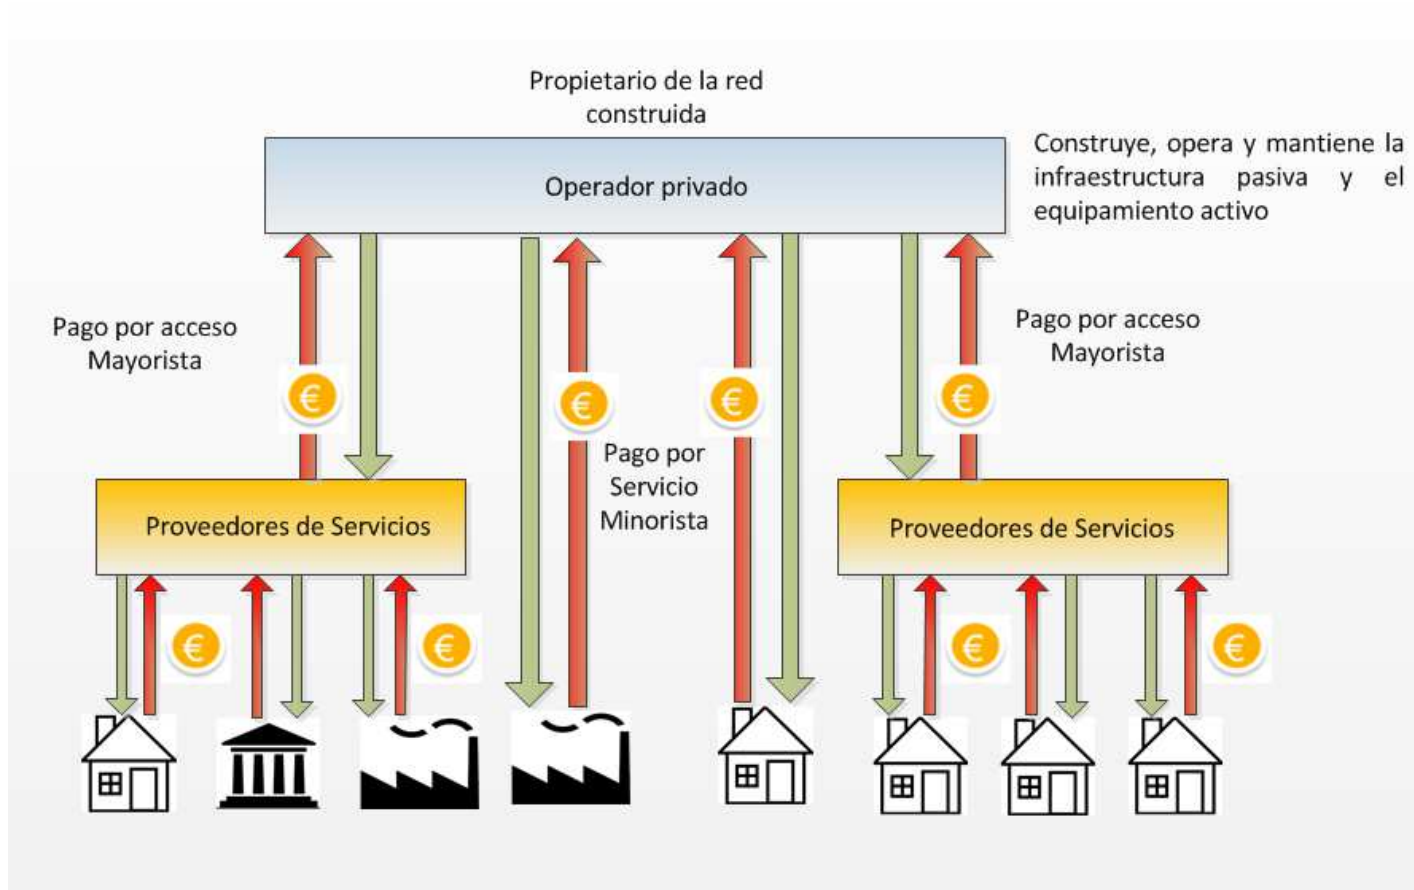 Propietario de la red
construida
Operador privado
Construye, opera y mantiene la
infraestructura pasiva y el
equipamiento activo
Pago por acceso
Mayorista
Pago por acceso
Mayorista
€
€
€
€
Pago por
Servicio
Minorista
Proveedores de Servicios
Proveedores de Servicios
€
€
€
€